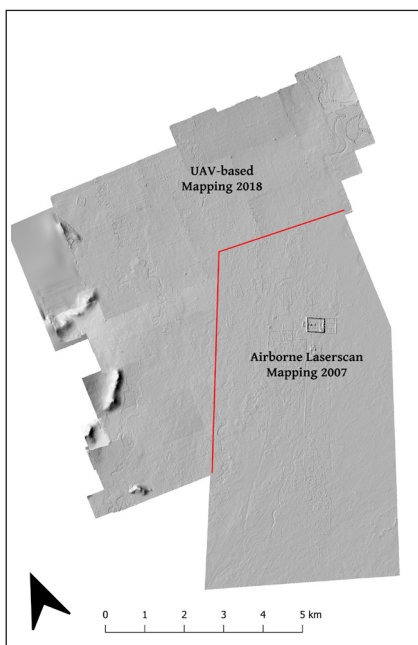 UAV-based
Mapping 2018
Airborne Laserscan
Mapping 2007
0 1 2 3 4 5 km